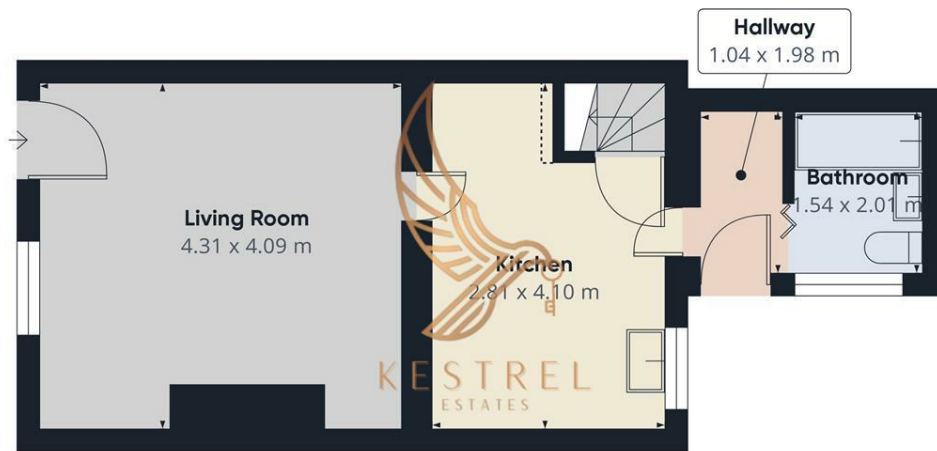 Hallway
1.04 x 1.98 m
Living Room
4.31 x 4.09 m
Kitchen
2.81 x 4.10 m
Bathroom
1.54 x 2.01 m
KESTREL
ESTATES